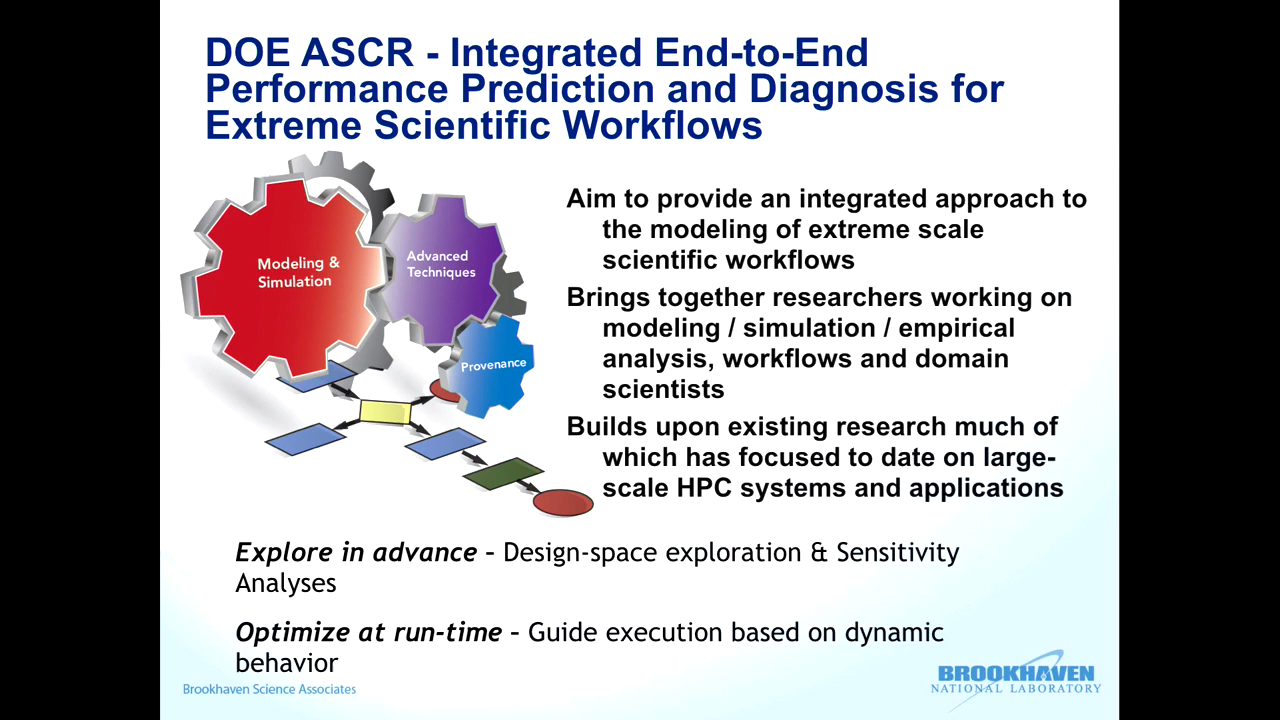 DOE ASCR - Integrated End-to-End
Performance Prediction and Diagnosis for
Extreme Scientific Workflows
Modeling &
Simulation
Advanced
Techniques
Provenance
Aim to provide an integrated approach to
the modeling of extreme scale
scientific workflows
Brings together researchers working on
modeling / simulation / empirical
analysis, workflows and domain
scientists
Builds upon existing research much of
which has focused to date on large-
scale HPC systems and applications
Explore in advance – Design-space exploration & Sensitivity
Analyses
Optimize at run-time – Guide execution based on dynamic
behavior
Brookhaven Science Associates
BROOKHAVEN
NATIONAL LABORATORY